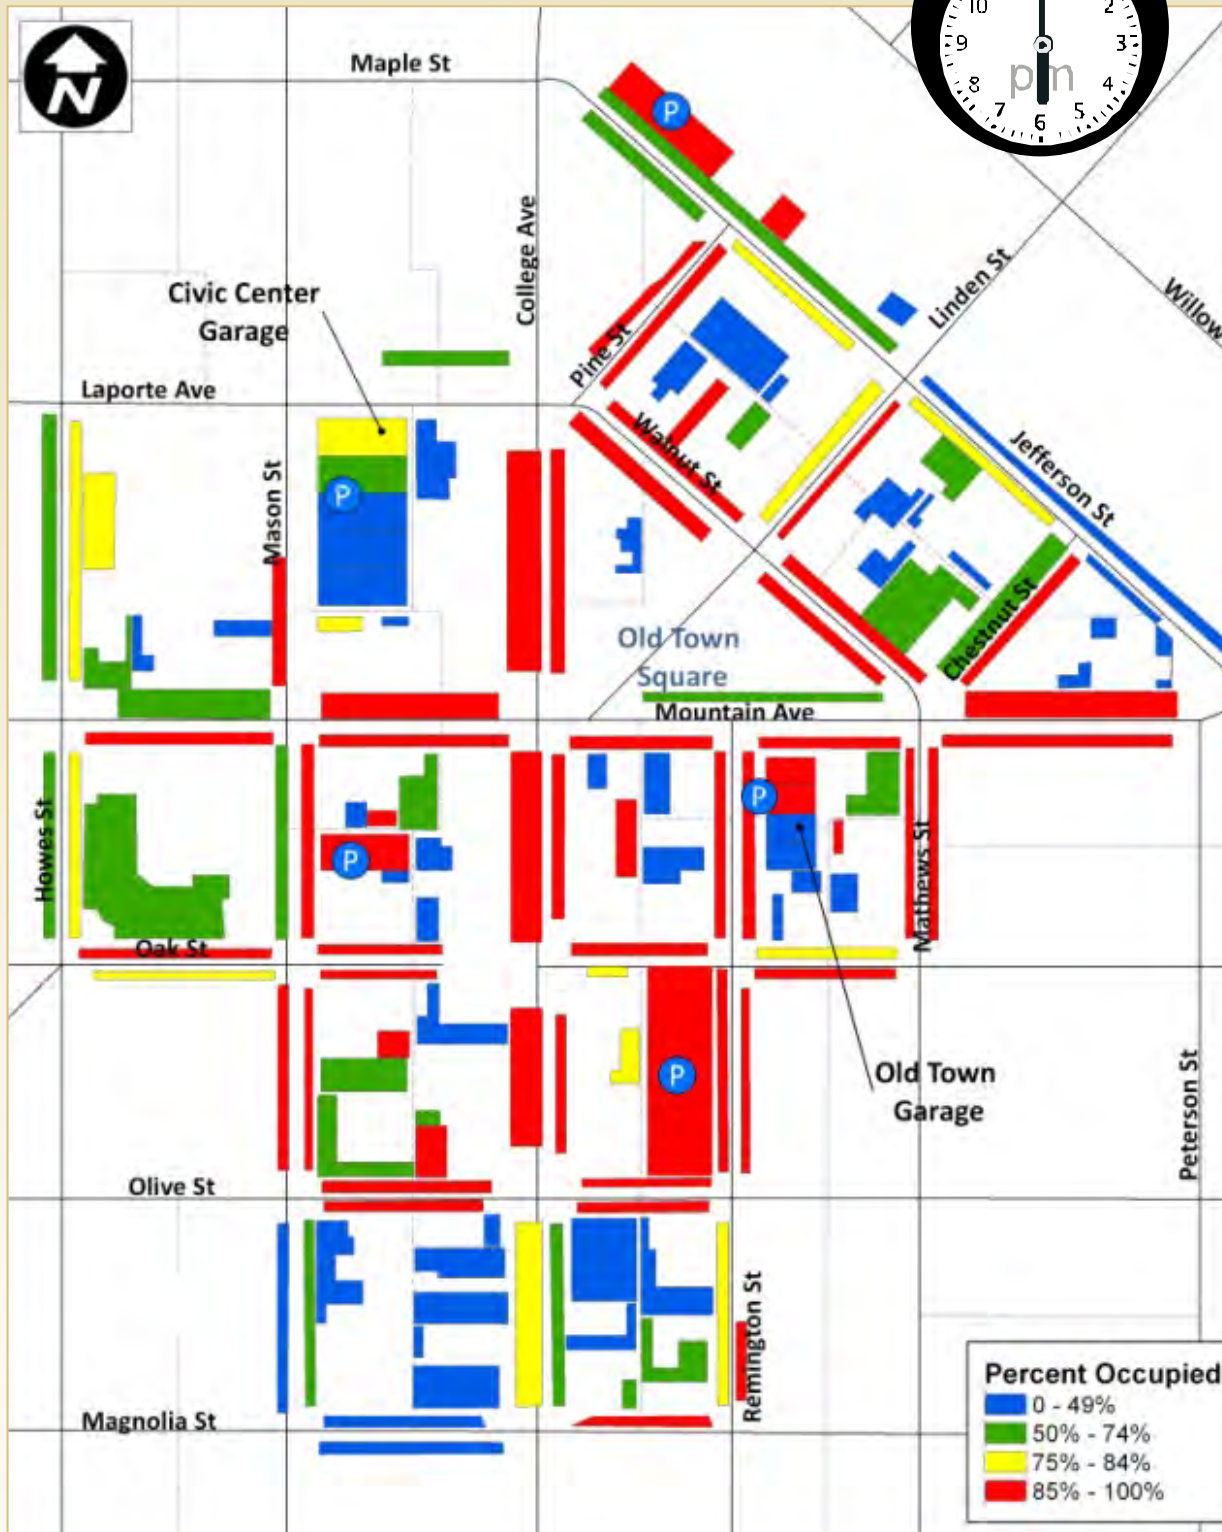 N
Maple St
10
2
9
3
pm
8
4
7
5
6
P
College Ave
Linden St
Willow
Civic Center
Garage
Pine St
Laporte Ave
Walnut St
Jefferson St
Mason St
P
Chestnut St
Old Town
Square
Mountain Ave
Howes St
P
P
Mathews St
Oak St
P
Old Town
Garage
Peterson St
Olive St
Remington St
Magnolia St
Percent Occupied
0 - 49%
50% - 74%
75% - 84%
85% - 100%